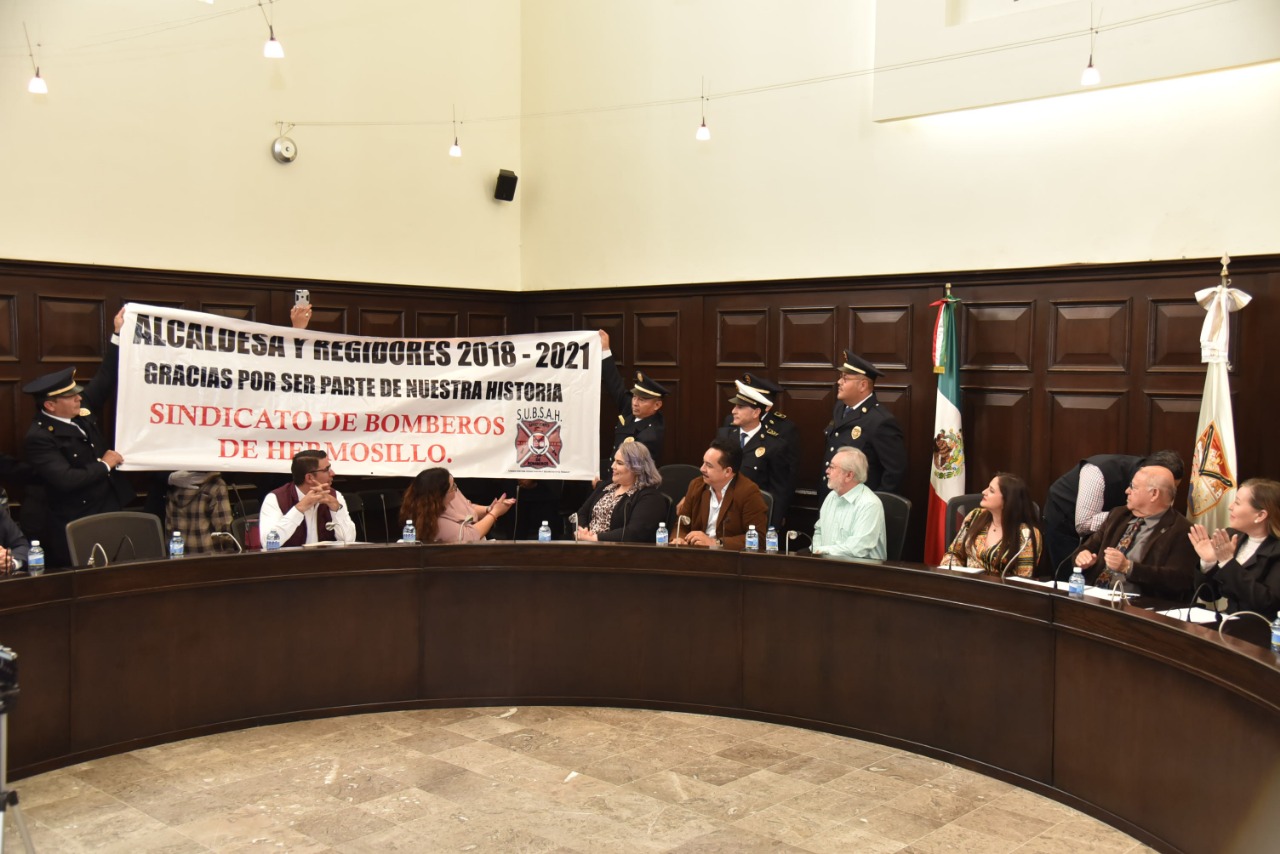 ALCALDESA Y REGIDORES 2018 - 2021
GRACIAS POR SER PARTE DE NUESTRA HISTORIA
SINDICATO DE BOMBEROS
DE HERMOSILLO.
S.U.B.S.A.H.